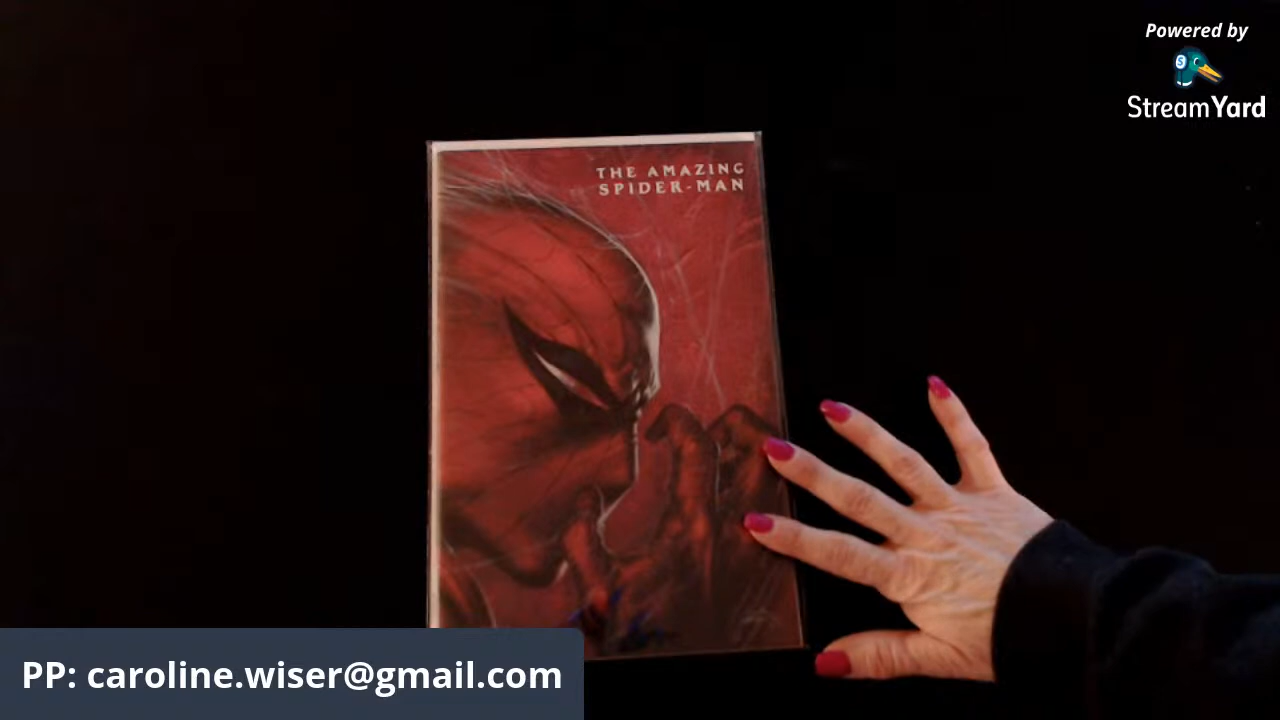 Powered by
StreamYard
THE AMAZING
SPIDER-MAN
PP: caroline.wiser@gmail.com